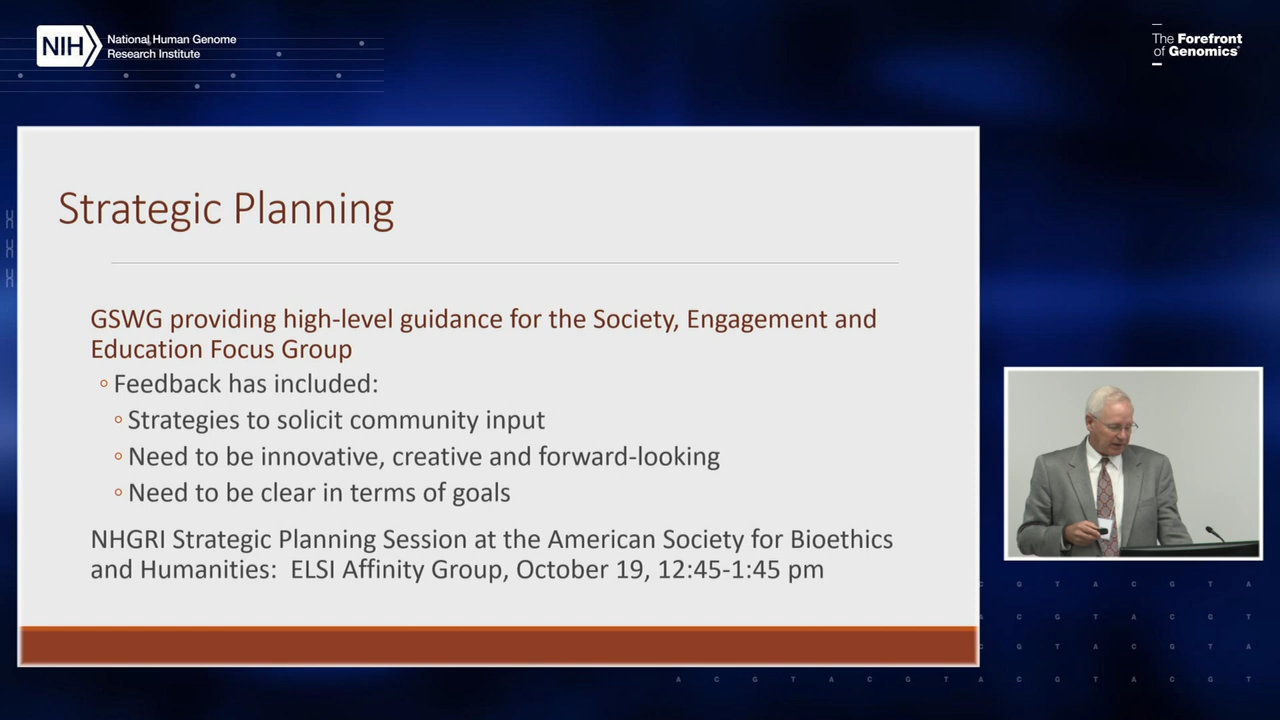 NIH
National Human Genome
Research Institute
The Forefront
of Genomics®
Strategic Planning
GSWG providing high-level guidance for the Society, Engagement and
Education Focus Group
◦ Feedback has included:
◦ Strategies to solicit community input
◦ Need to be innovative, creative and forward-looking
◦ Need to be clear in terms of goals
NHGRI Strategic Planning Session at the American Society for Bioethics
and Humanities:  ELSI Affinity Group, October 19, 12:45-1:45 pm
C G T A C G T A
A C G T A C G T
C G T A C G T A
A C G T A C G T A C G T A C G T